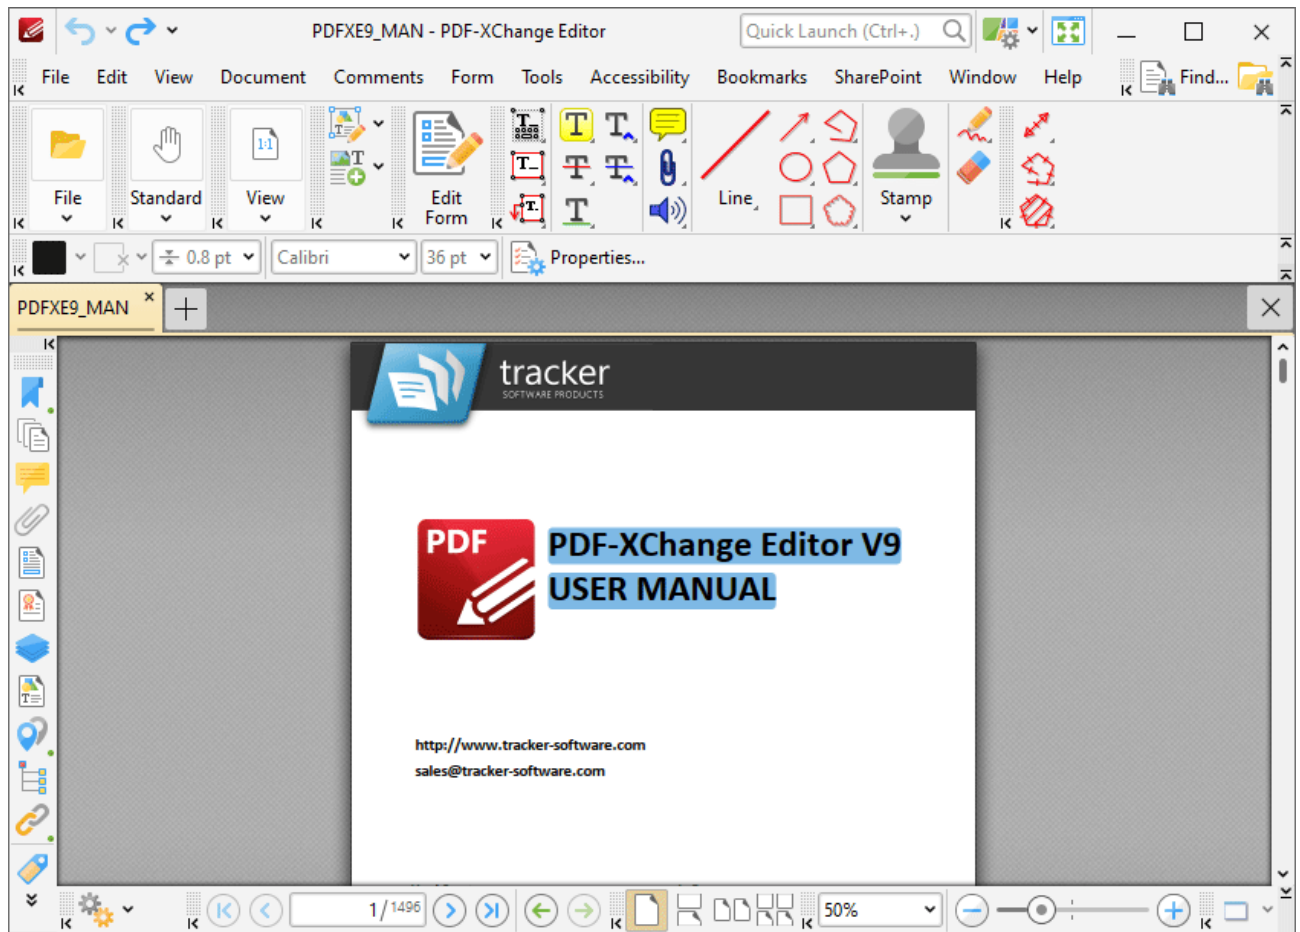 PDFXE9_MAN - PDF-XChange Editor
Quick Launch (Ctrl+.)
File Edit View Document Comments Form Tools Accessibility Bookmarks SharePoint Window Help Find...
File
Standard
1:1
View
Edit
Form
Line
Stamp
0.8 pt
Calibri
36 pt
Properties...
PDFXE9_MAN
tracker
SOFTWARE PRODUCTS
PDF
PDF-XChange Editor V9
USER MANUAL
http://www.tracker-software.com
sales@tracker-software.com
1/1496
50%